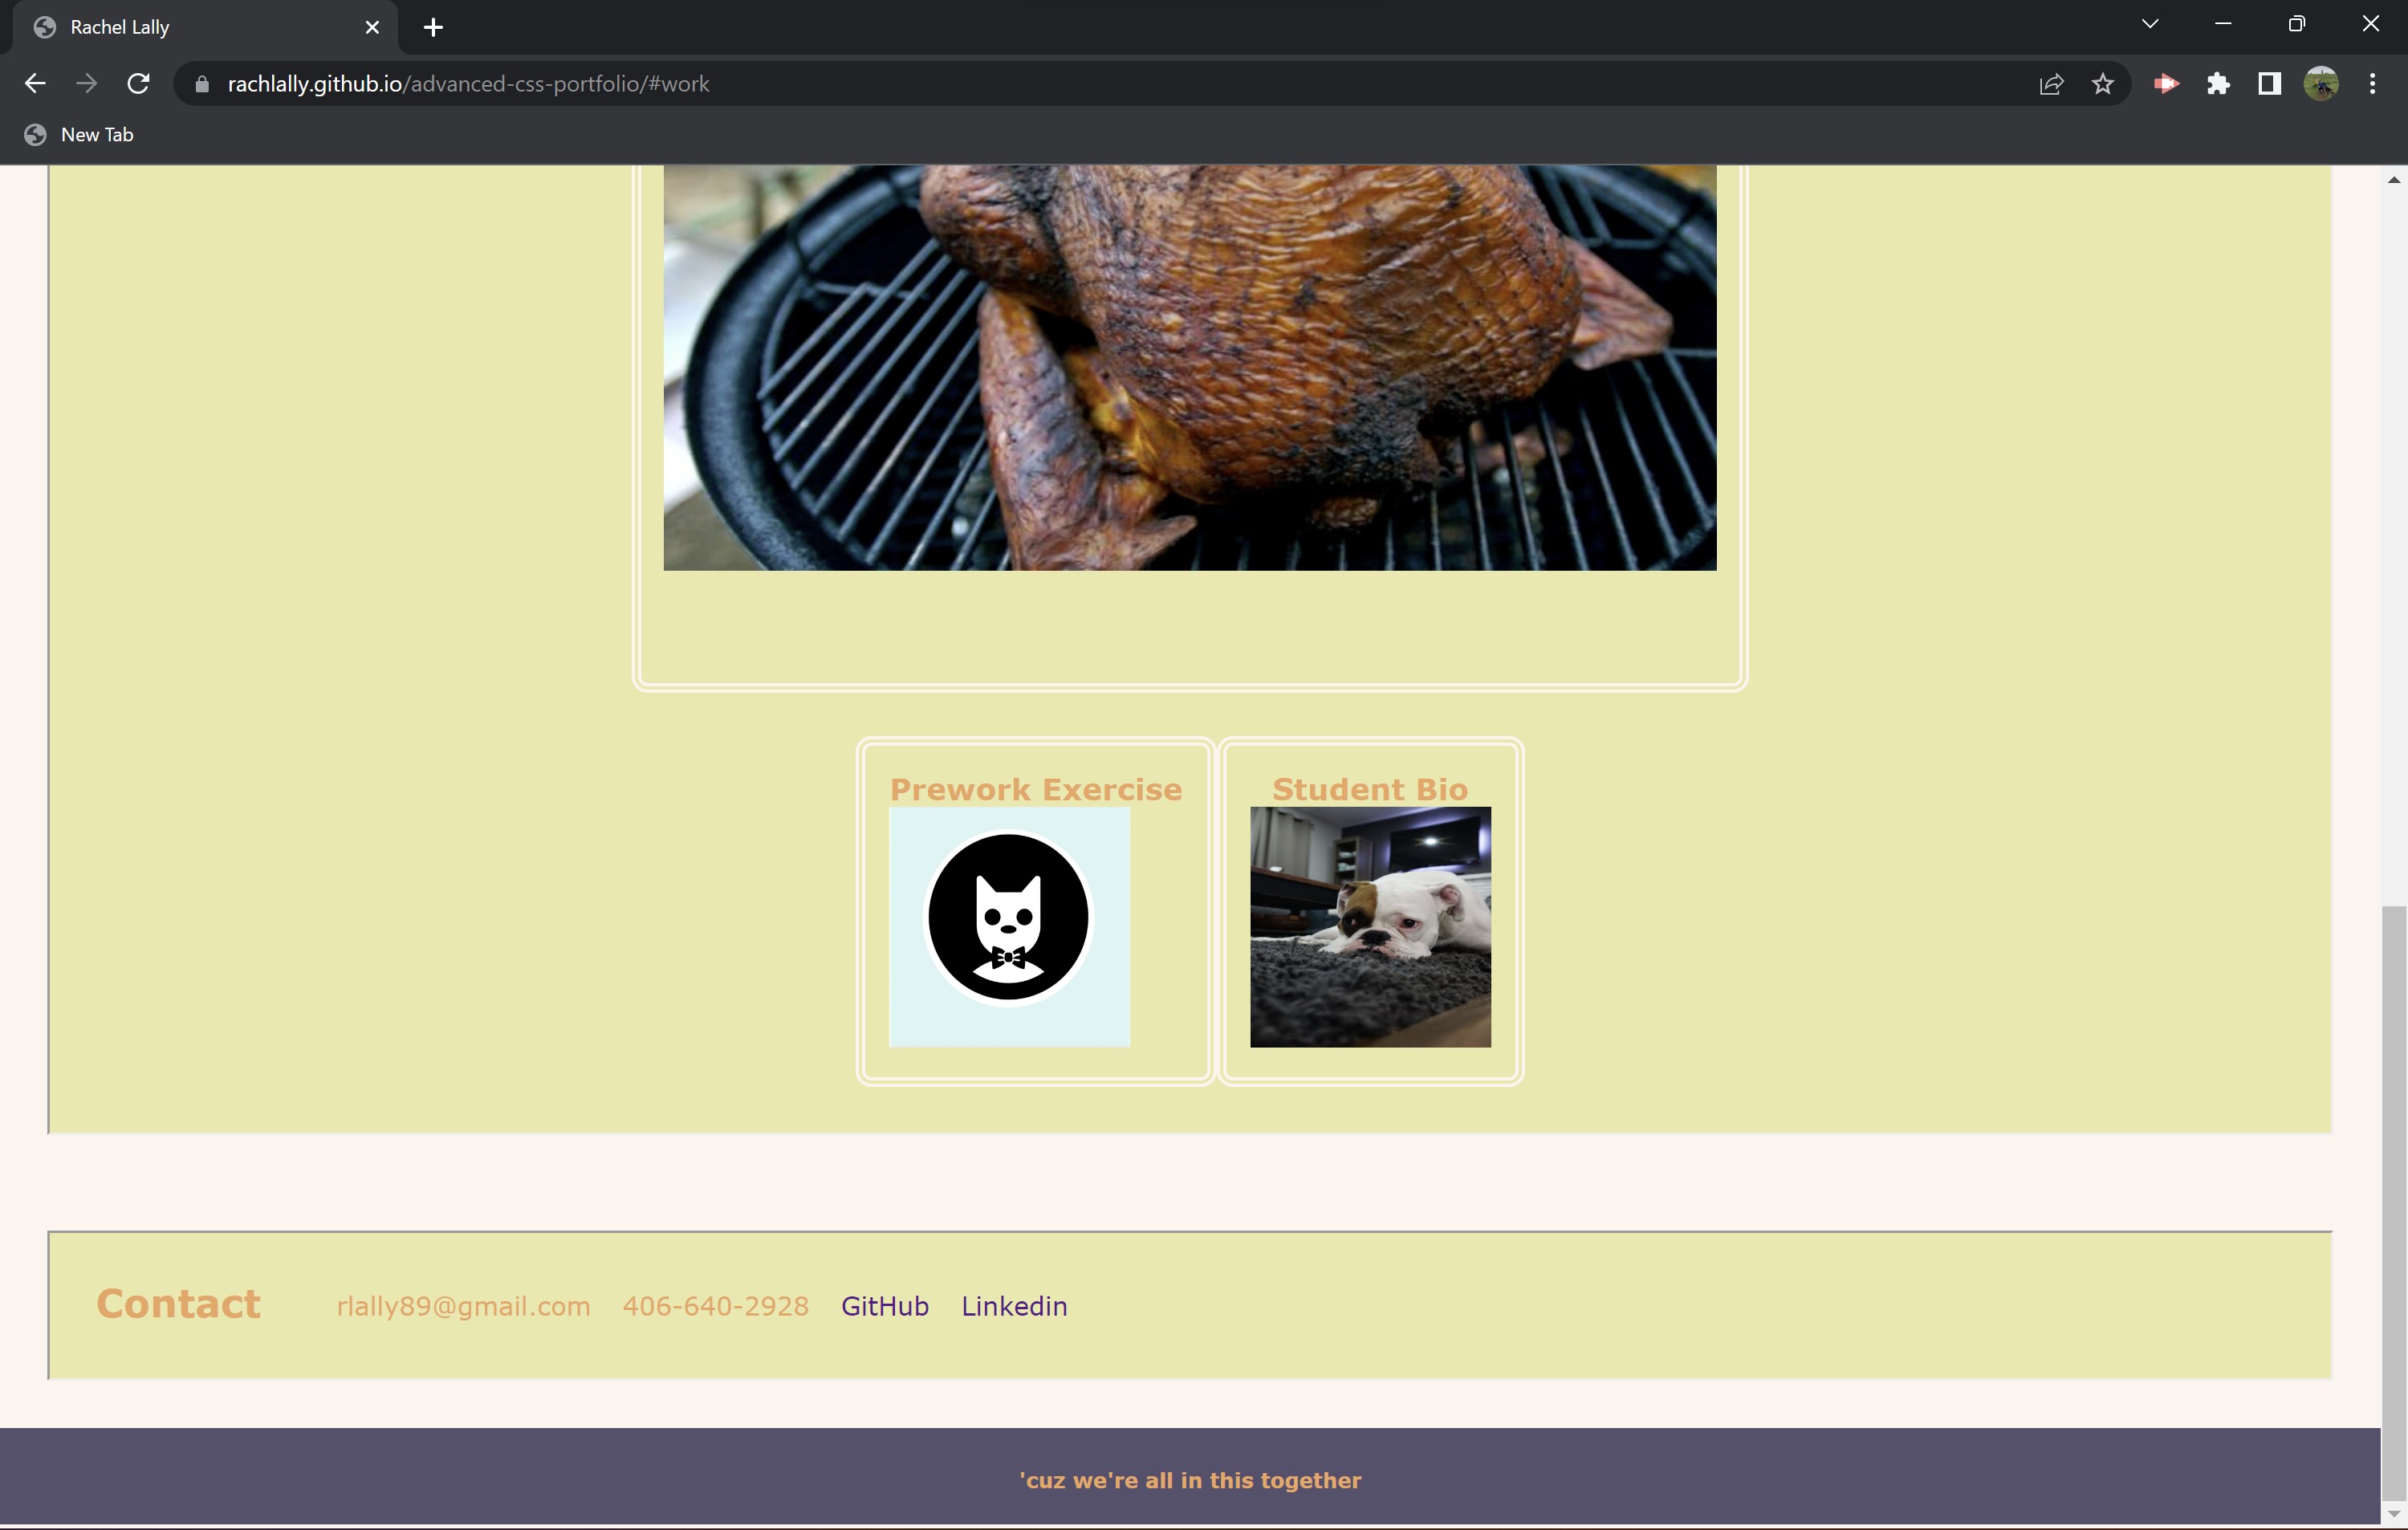 Rachel Lally
rachlally.github.io/advanced-css-portfolio/#work
New Tab
Prework Exercise
Student Bio
Contact rlally89@gmail.com 406-640-2928 GitHub Linkedin
'cuz we're all in this together